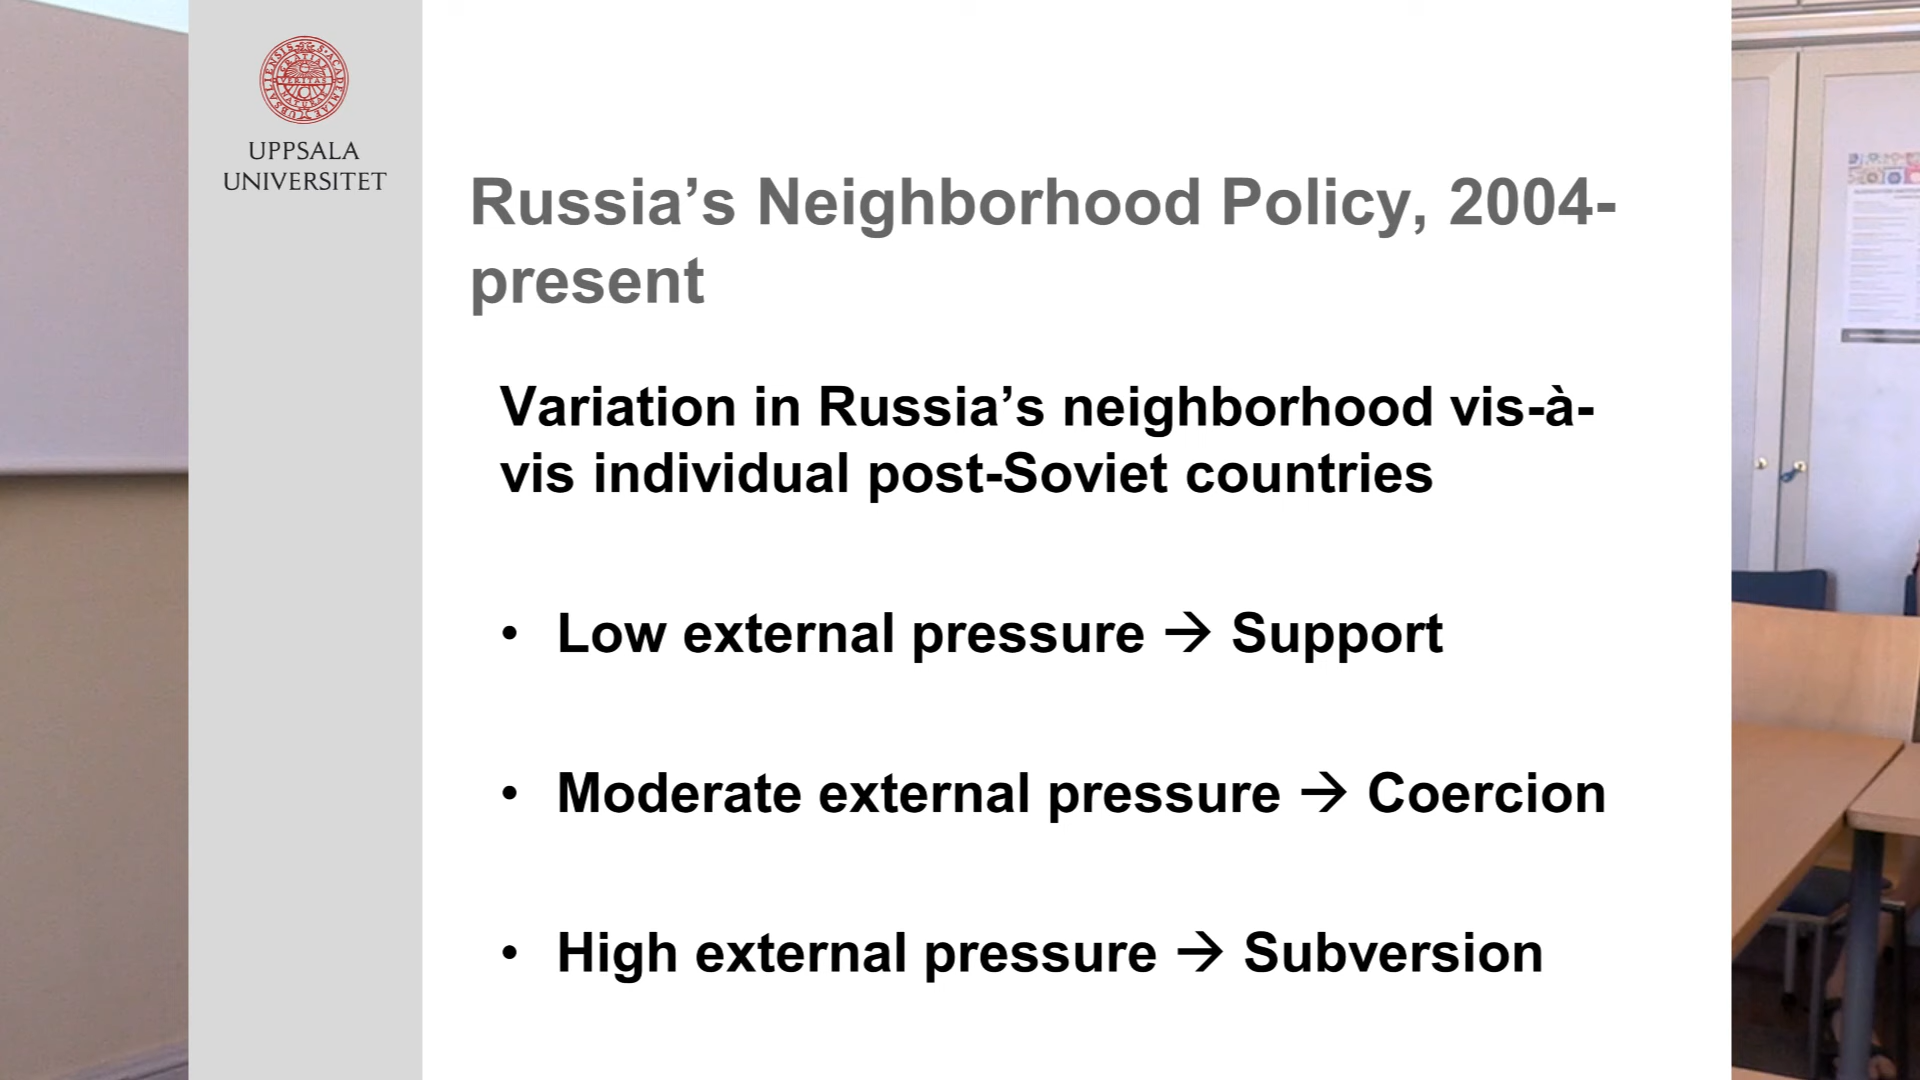 UPPSALA
UNIVERSITET
Russia’s Neighborhood Policy, 2004-
present
Variation in Russia’s neighborhood vis-à-
vis individual post-Soviet countries
• Low external pressure → Support
• Moderate external pressure → Coercion
• High external pressure → Subversion